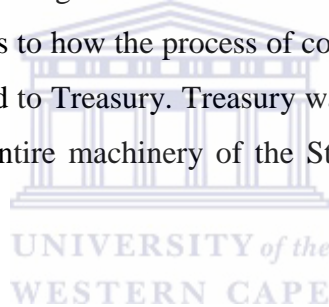 s to how the process of co
d to Treasury. Treasury wa
ntire machinery of the St
UNIVERSITY of the
WESTERN CAPE